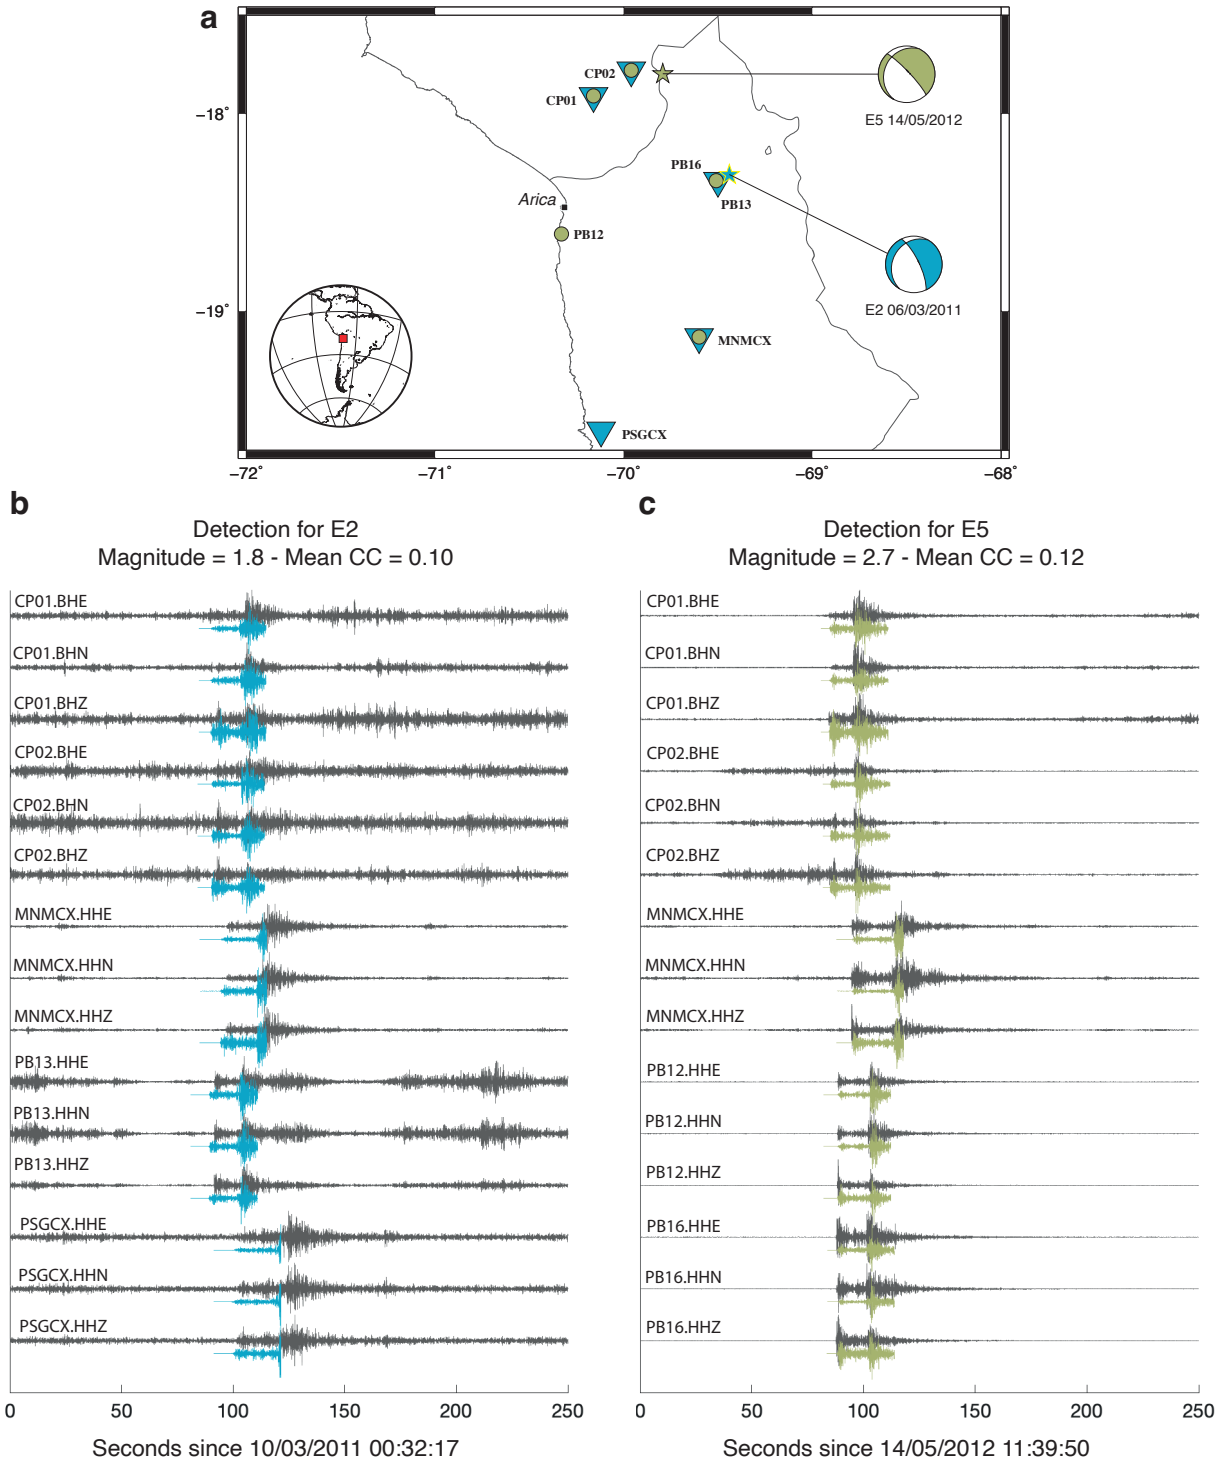 a
CP02
CP01
−18°
E5 14/05/2012
PB16
PB13
Arica
PB12
E2 06/03/2011
−19°
MNMCX
PSGCX
−72° −71° −70° −69° −68°
b
Detection for E2
Magnitude = 1.8 - Mean CC = 0.10
CP01.BHE
CP01.BHN
CP01.BHZ
CP02.BHE
CP02.BHN
CP02.BHZ
MNMCX.HHE
MNMCX.HHN
MNMCX.HHZ
PB13.HHE
PB13.HHN
PB13.HHZ
PSGCX.HHE
PSGCX.HHN
PSGCX.HHZ
0 50 100 150 200 250
Seconds since 10/03/2011 00:32:17
c
Detection for E5
Magnitude = 2.7 - Mean CC = 0.12
CP01.BHE
CP01.BHN
CP01.BHZ
CP02.BHE
CP02.BHN
CP02.BHZ
MNMCX.HHE
MNMCX.HHN
MNMCX.HHZ
PB12.HHE
PB12.HHN
PB12.HHZ
PB16.HHE
PB16.HHN
PB16.HHZ
0 50 100 150 200 250
Seconds since 14/05/2012 11:39:50